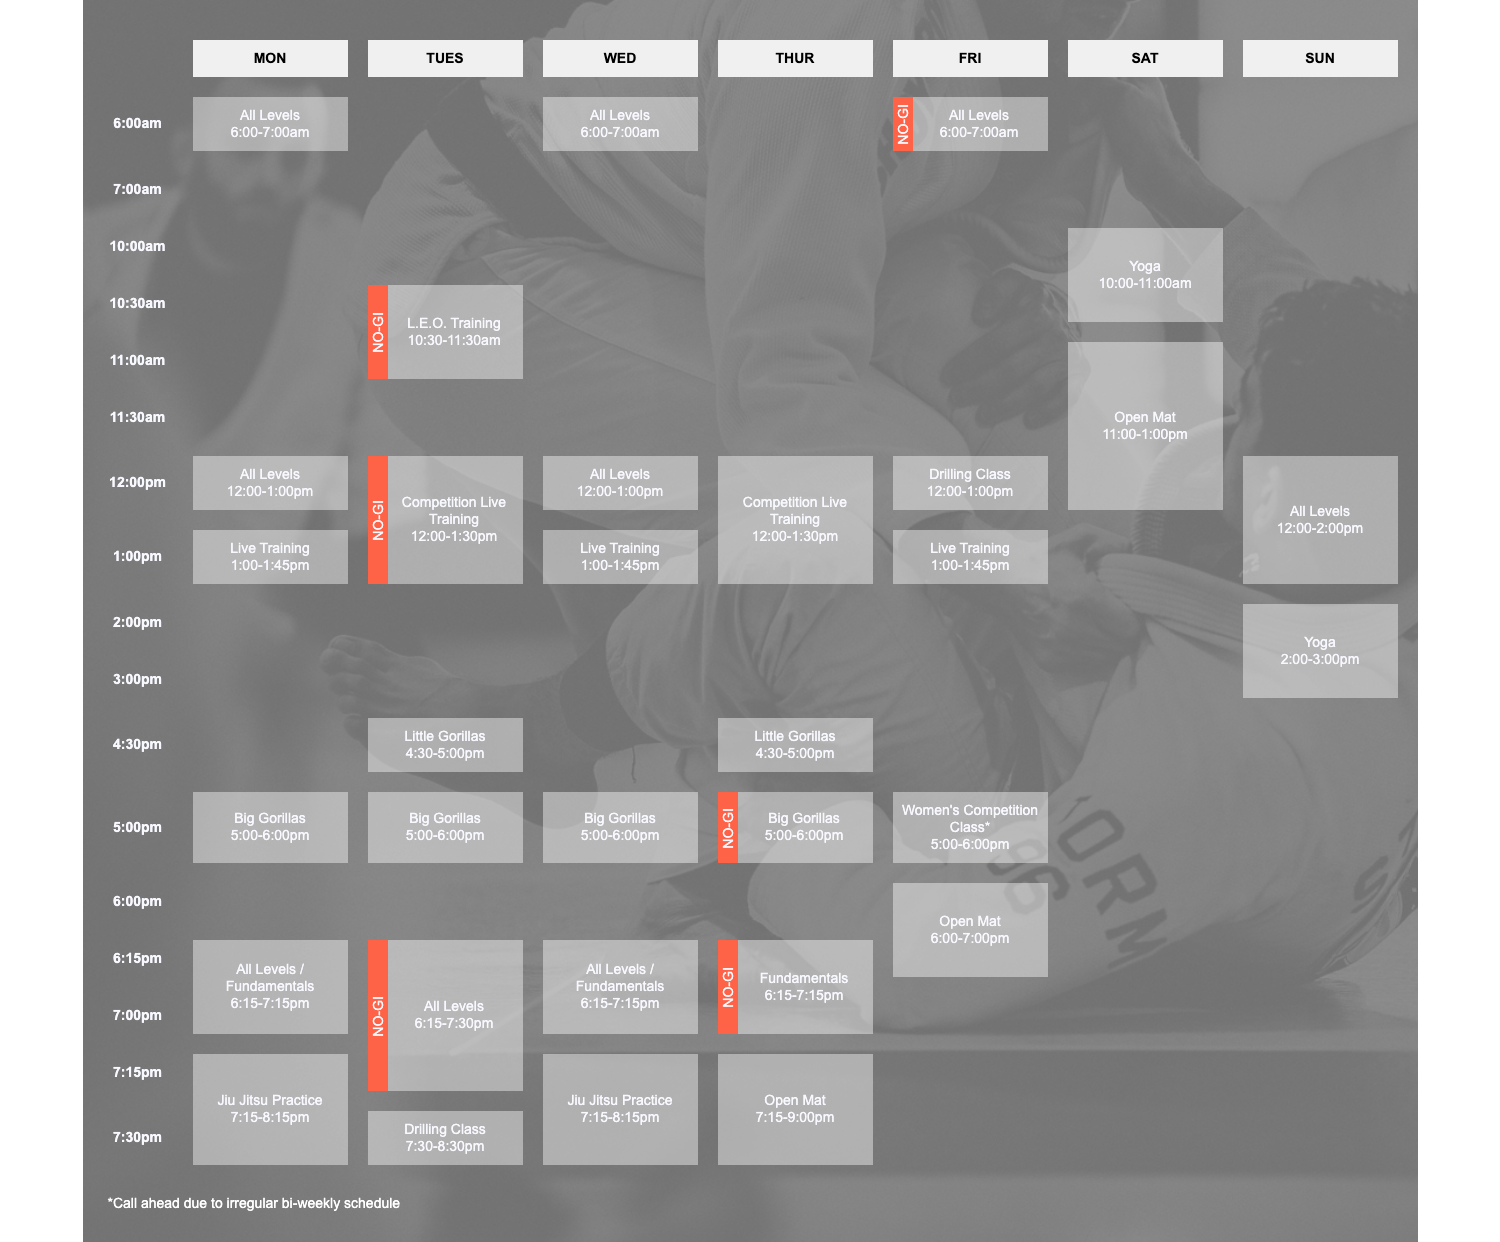 MON TUES WED THUR FRI SAT SUN
6:00am
All Levels
6:00-7:00am
All Levels
6:00-7:00am
NO-GI
All Levels
6:00-7:00am
7:00am
10:00am
Yoga
10:00-11:00am
10:30am
NO-GI
L.E.O. Training
10:30-11:30am
11:00am
Open Mat
11:00-1:00pm
11:30am
12:00pm
All Levels
12:00-1:00pm
NO-GI
Competition Live
Training
12:00-1:30pm
All Levels
12:00-1:00pm
Competition Live
Training
12:00-1:30pm
Drilling Class
12:00-1:00pm
All Levels
12:00-2:00pm
1:00pm
Live Training
1:00-1:45pm
Live Training
1:00-1:45pm
Live Training
1:00-1:45pm
2:00pm
Yoga
2:00-3:00pm
3:00pm
4:30pm
Little Gorillas
4:30-5:00pm
Little Gorillas
4:30-5:00pm
5:00pm
Big Gorillas
5:00-6:00pm
Big Gorillas
5:00-6:00pm
Big Gorillas
5:00-6:00pm
NO-GI
Big Gorillas
5:00-6:00pm
Women's Competition
Class*
5:00-6:00pm
6:00pm
Open Mat
6:00-7:00pm
6:15pm
All Levels /
Fundamentals
6:15-7:15pm
NO-GI
All Levels
6:15-7:30pm
All Levels /
Fundamentals
6:15-7:15pm
NO-GI
Fundamentals
6:15-7:15pm
7:00pm
7:15pm
Jiu Jitsu Practice
7:15-8:15pm
Jiu Jitsu Practice
7:15-8:15pm
Open Mat
7:15-9:00pm
7:30pm
Drilling Class
7:30-8:30pm
*Call ahead due to irregular bi-weekly schedule